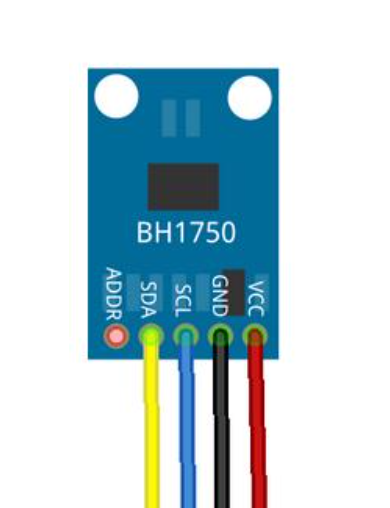 BH1750
ADDR
SDA
SCL
GND
VCC